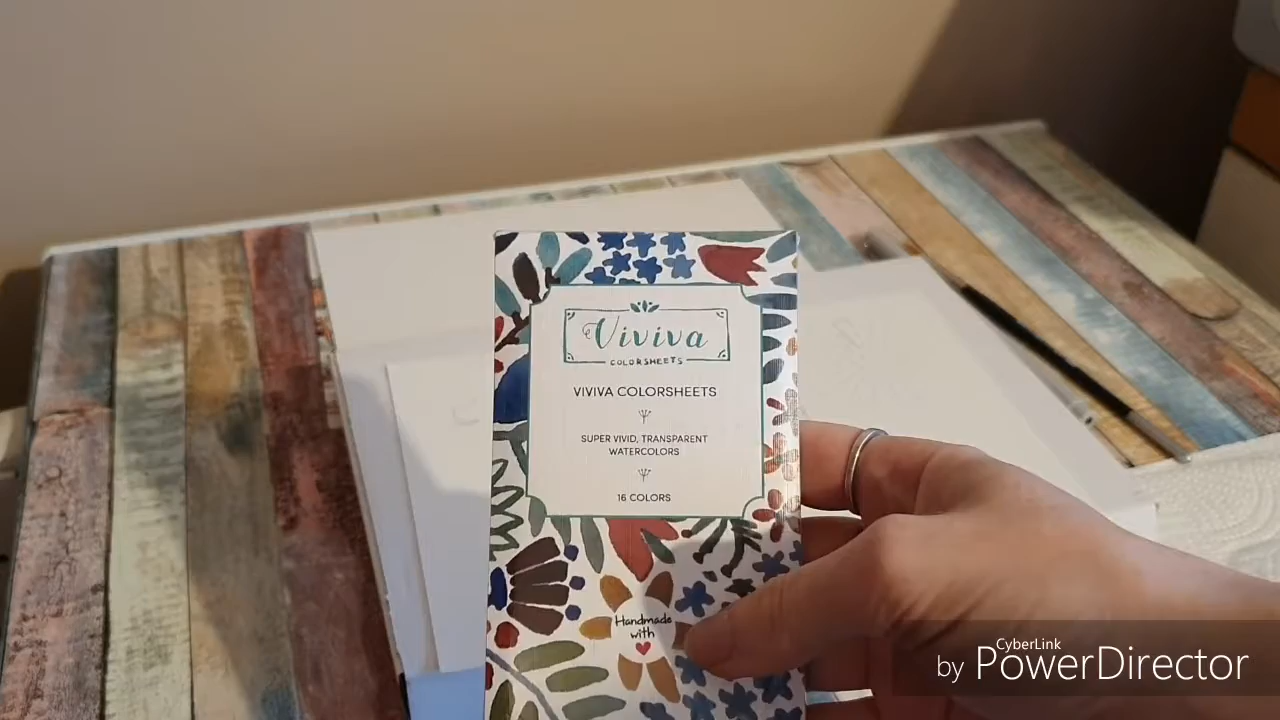 Viviva
COLORSHEETS
VIVIVA COLORSHEETS
SUPER VIVID, TRANSPARENT
WATERCOLORS
16 COLORS
Handmade
with
CyberLink
by PowerDirector